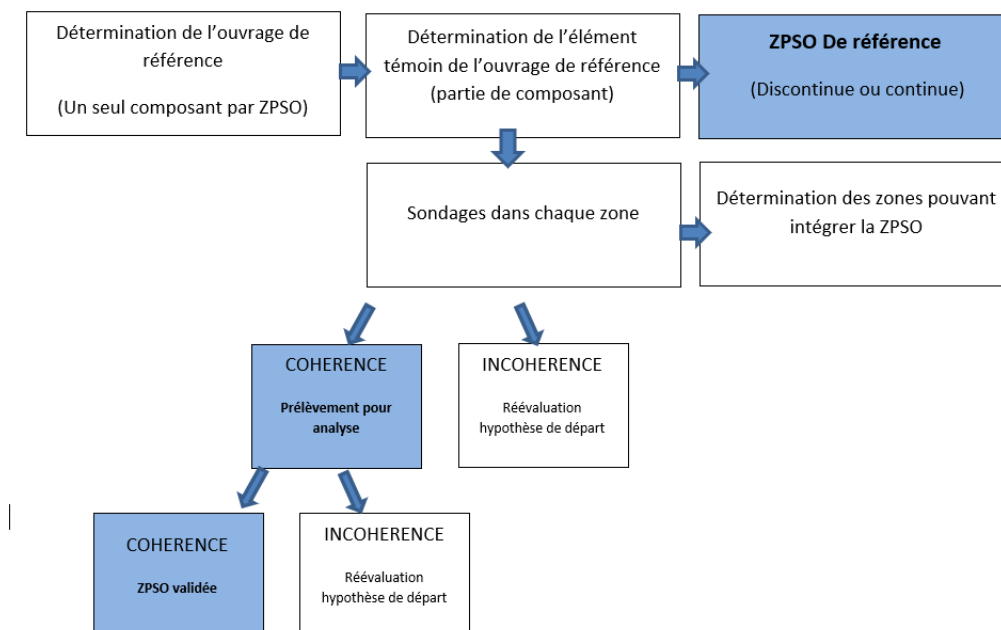 Détermination de l’ouvrage de
référence
(Un seul composant par ZPSO)
Détermination de l’élément
témoin de l’ouvrage de référence
(partie de composant)
ZPSO De référence
(Discontinue ou continue)
Sondages dans chaque zone
Détermination des zones pouvant
intégrer la ZPSO
COHERENCE
Prélèvement pour
analyse
INCOHERENCE
Réévaluation
hypothèse de départ
COHERENCE
ZPSO validée
INCOHERENCE
Réévaluation
hypothèse de départ